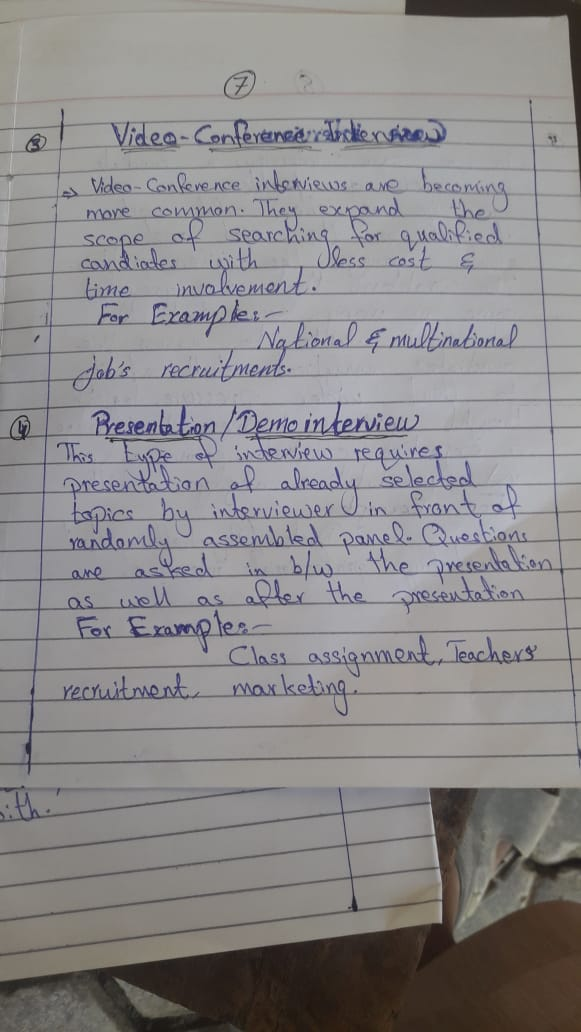 7
3
Video-Conference Interview
⇒ Video-Conference interviews are becoming
more common. They expand the
scope of searching for qualified
candiates with less cost &
time involvement.
For Examples:-
National & multinational
job's recruitments.
4
Presentation/Demo interview
This type of interview requires
presentation of already selected
topics by interviewer in front of
randomly assembled panel. Questions
are asked in b/w the presentation
as well as after the presentation
For Examples:-
Class assignment, Teachers'
recruitment, marketing.